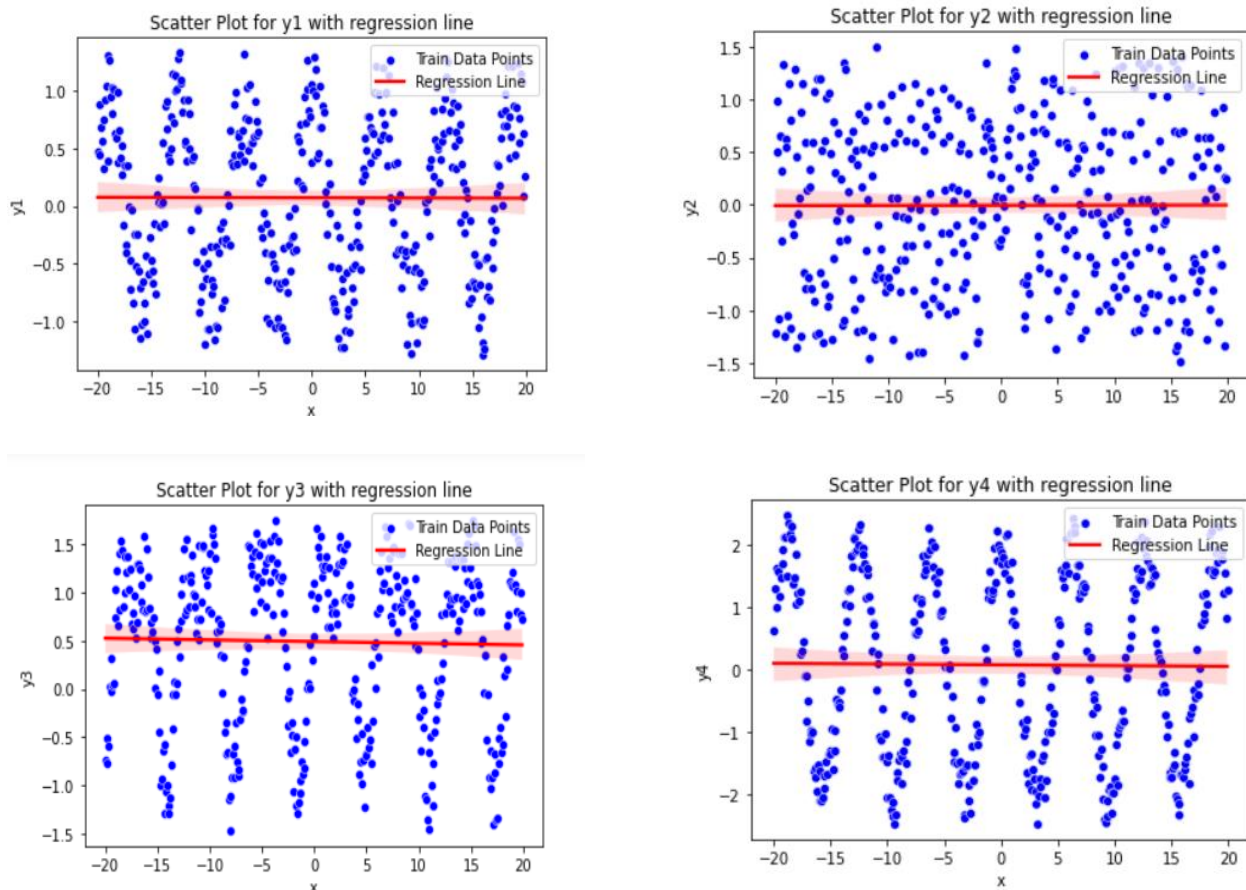 Scatter Plot for y1 with regression line
Train Data Points
Regression Line
1.0
0.5
0.0
−0.5
−1.0
y1
−20 −15 −10 −5 0 5 10 15 20
x
Scatter Plot for y2 with regression line
Train Data Points
Regression Line
1.5
1.0
0.5
0.0
−0.5
−1.0
−1.5
y2
−20 −15 −10 −5 0 5 10 15 20
x
Scatter Plot for y3 with regression line
Train Data Points
Regression Line
1.5
1.0
0.5
0.0
−0.5
−1.0
−1.5
y3
−20 −15 −10 −5 0 5 10 15 20
x
Scatter Plot for y4 with regression line
Train Data Points
Regression Line
2
1
0
−1
−2
y4
−20 −15 −10 −5 0 5 10 15 20
x